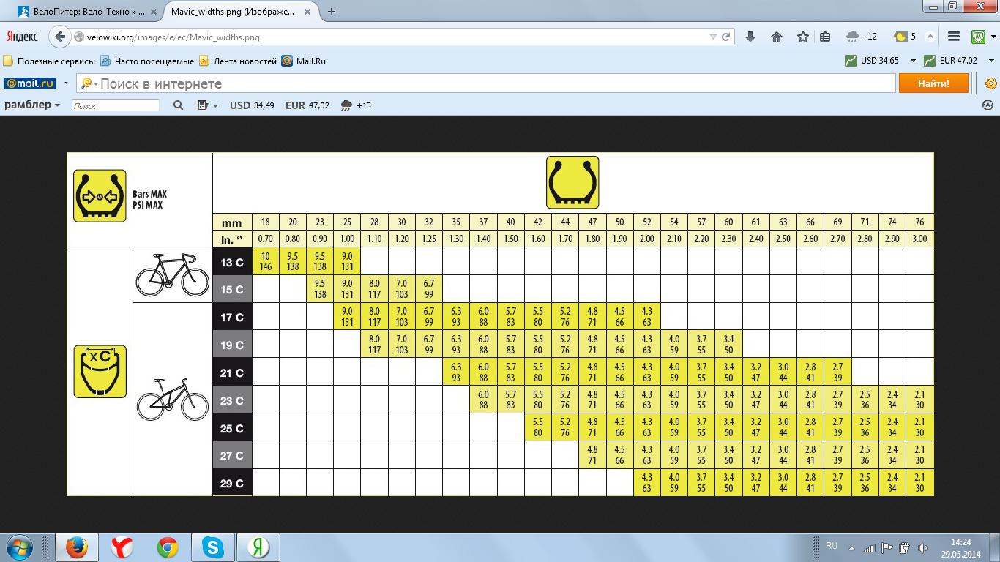 ВелоПитер: Вело-Техно » ... Mavic_widths.png (Изображе...
Яндекс velowiki.org/images/e/ec/Mavic_widths.png +12 5
Полезные сервисы Часто посещаемые Лента новостей Mail.Ru USD 34.65 EUR 47.02
@mail.ru Поиск в интернете Найти!
рамблер Поиск USD 34,49 EUR 47,02 +13
Bars MAX
PSI MAX
mm 18 20 23 25 28 30 32 35 37 40 42 44 47 50 52 54 57 60 61 63 66 69 71 74 76
In. ‘’ 0.70 0.80 0.90 1.00 1.10 1.20 1.25 1.30 1.40 1.50 1.60 1.70 1.80 1.90 2.00 2.10 2.20 2.30 2.40 2.50 2.60 2.70 2.80 2.90 3.00
13 C 10 9.5 9.5 9.0
146 138 138 131
15 C 9.5 9.0 8.0 7.0 6.7
138 131 117 103 99
17 C 9.0 8.0 7.0 6.7 6.3 6.0 5.7 5.5 5.2 4.8 4.5 4.3
131 117 103 99 93 88 83 80 76 71 66 63
19 C 8.0 7.0 6.7 6.3 6.0 5.7 5.5 5.2 4.8 4.5 4.3 4.0 3.7 3.4
117 103 99 93 88 83 80 76 71 66 63 59 55 50
x C
21 C 6.3 6.0 5.7 5.5 5.2 4.8 4.5 4.3 4.0 3.7 3.4 3.2 3.0 2.8 2.7
93 88 83 80 76 71 66 63 59 55 50 47 44 41 39
23 C 6.0 5.7 5.5 5.2 4.8 4.5 4.3 4.0 3.7 3.4 3.2 3.0 2.8 2.7 2.5 2.4 2.1
88 83 80 76 71 66 63 59 55 50 47 44 41 39 36 34 30
25 C 5.5 5.2 4.8 4.5 4.3 4.0 3.7 3.4 3.2 3.0 2.8 2.7 2.5 2.4 2.1
80 76 71 66 63 59 55 50 47 44 41 39 36 34 30
27 C 4.8 4.5 4.3 4.0 3.7 3.4 3.2 3.0 2.8 2.7 2.5 2.4 2.1
71 66 63 59 55 50 47 44 41 39 36 34 30
29 C 4.3 4.0 3.7 3.4 3.2 3.0 2.8 2.7 2.5 2.4 2.1
63 59 55 50 47 44 41 39 36 34 30
RU 14:24
29.05.2014